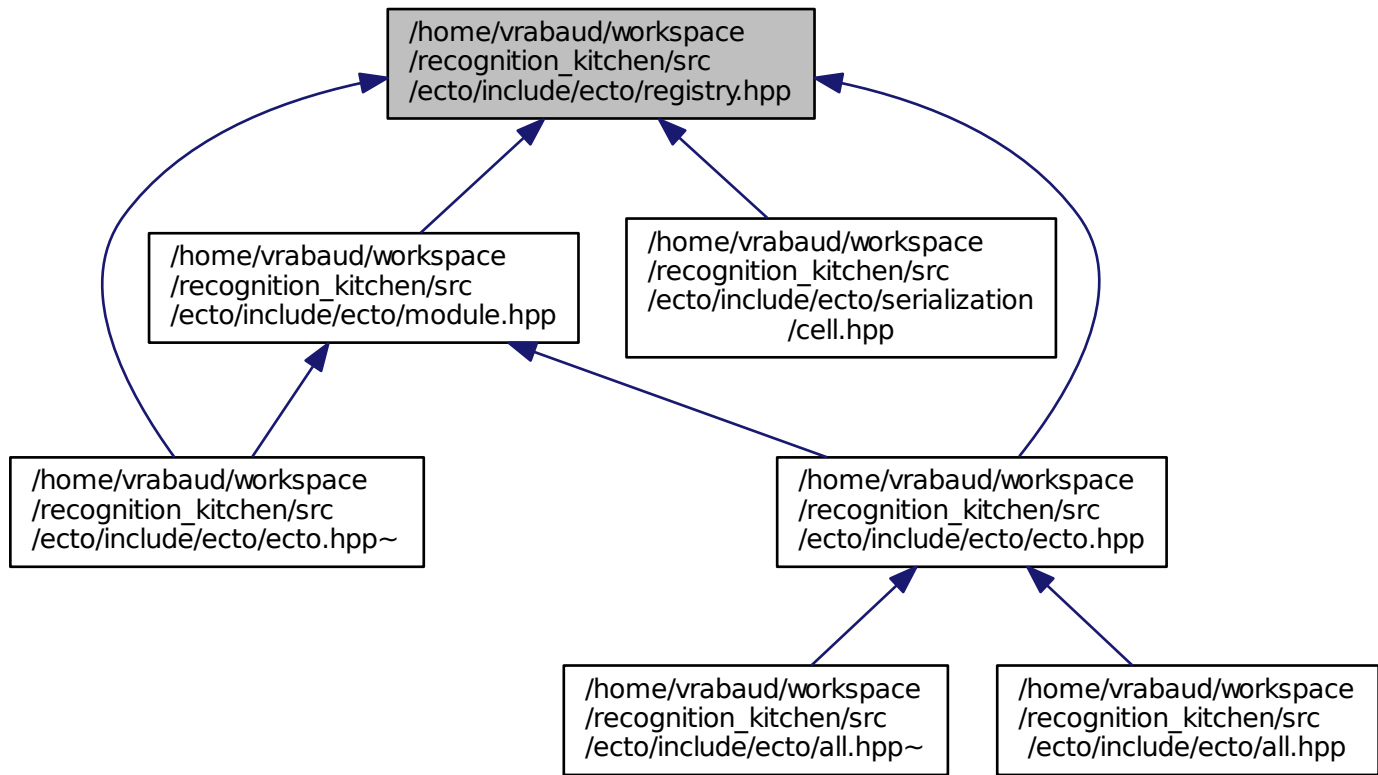 /home/vrabaud/workspace
/recognition_kitchen/src
/ecto/include/ecto/registry.hpp
/home/vrabaud/workspace
/recognition_kitchen/src
/ecto/include/ecto/module.hpp
/home/vrabaud/workspace
/recognition_kitchen/src
/ecto/include/ecto/serialization
/cell.hpp
/home/vrabaud/workspace
/recognition_kitchen/src
/ecto/include/ecto/ecto.hpp~
/home/vrabaud/workspace
/recognition_kitchen/src
/ecto/include/ecto/ecto.hpp
/home/vrabaud/workspace
/recognition_kitchen/src
/ecto/include/ecto/all.hpp~
/home/vrabaud/workspace
/recognition_kitchen/src
/ecto/include/ecto/all.hpp